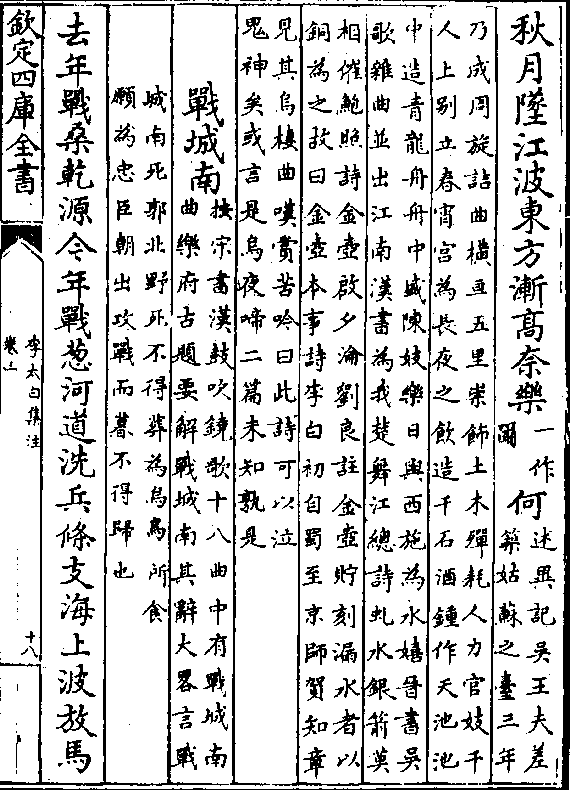 秋月墜江波東方漸髙奈樂一作爾何述異記吳王夫差
築姑蘇之臺三年
乃成周旋詰曲橫亘五里崇飾土木殫耗人力官妓千
人上别立春宵宫為長夜之飲造千石酒鍾作天池池
中造青龍舟舟中盛陳妓樂日與西施為水嬉晉書吳
歌雜曲並出江南漢書為我楚舞江總詩虬水銀箭莫
相催鮑照詩金壺啟夕淪劉良註金壺貯刻漏水者以
銅為之故曰金壺本事詩李白初自蜀至京師賀知章
見其烏棲曲嘆賞苦吟曰此詩可以泣
鬼神矣或言是烏夜啼二篇未知孰是
戰城南按宋書漢鼓吹鐃歌十八曲中有戰城南
曲樂府古題要解戰城南其辭大畧言戰
城南死郭北野死不得葬為烏鳥所食
願為忠臣朝出攻戰而暮不得歸也
去年戰桑乾源今年戰葱河道洗兵條支海上波放馬
欽定四庫全書
李太白集注
卷三
十八